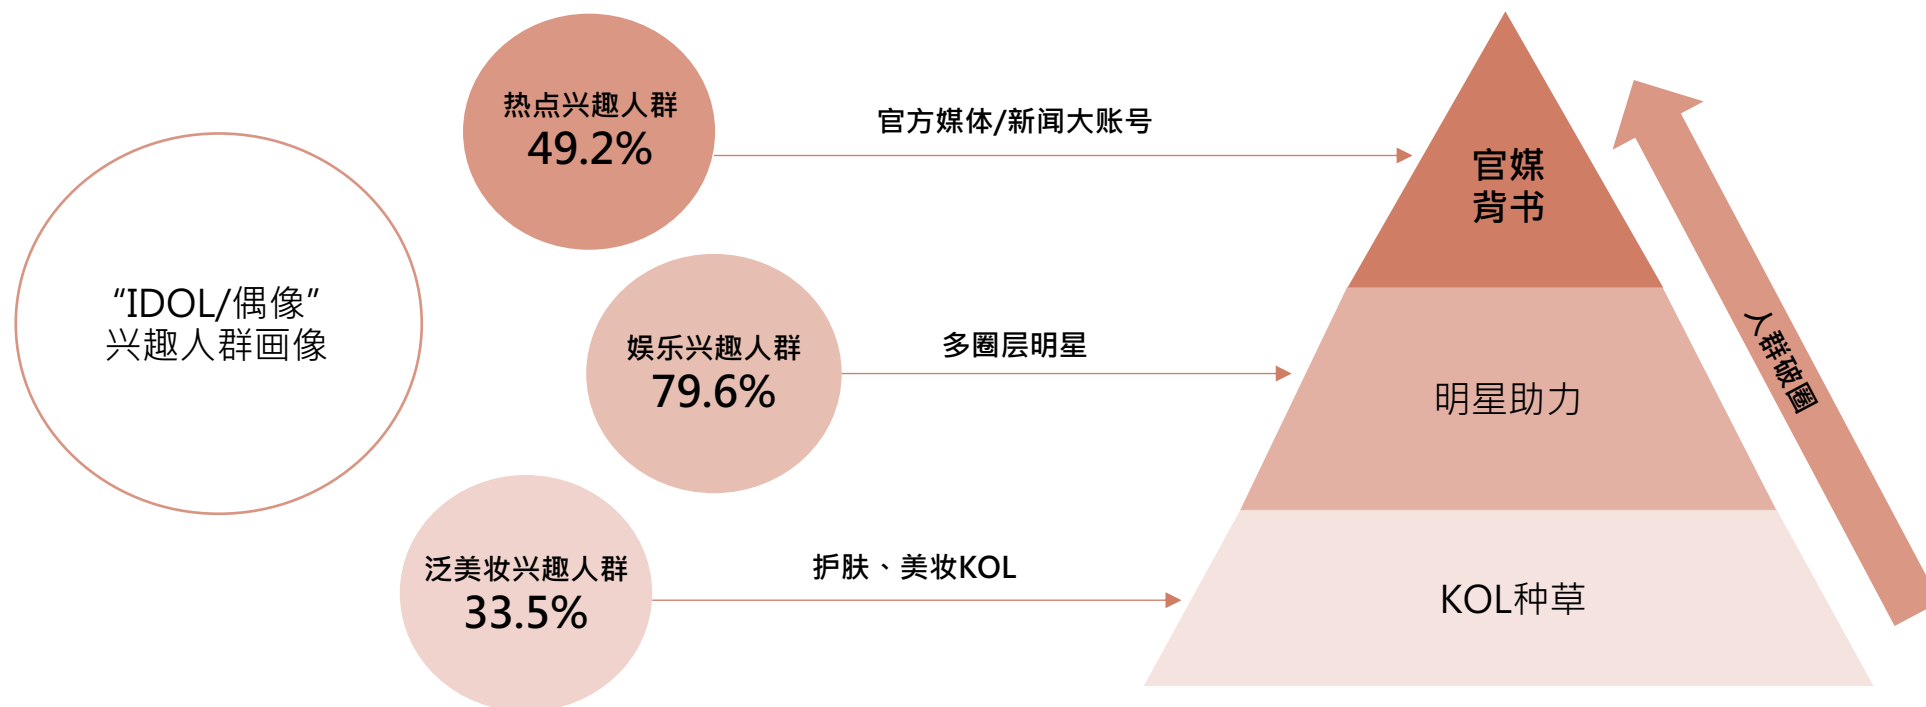 “IDOL/偶像”
兴趣人群画像
热点兴趣人群
49.2%
官方媒体/新闻大账号
官媒
背书
娱乐兴趣人群
79.6%
多圈层明星
明星助力
人群破圈
泛美妆兴趣人群
33.5%
护肤、美妆KOL
KOL种草